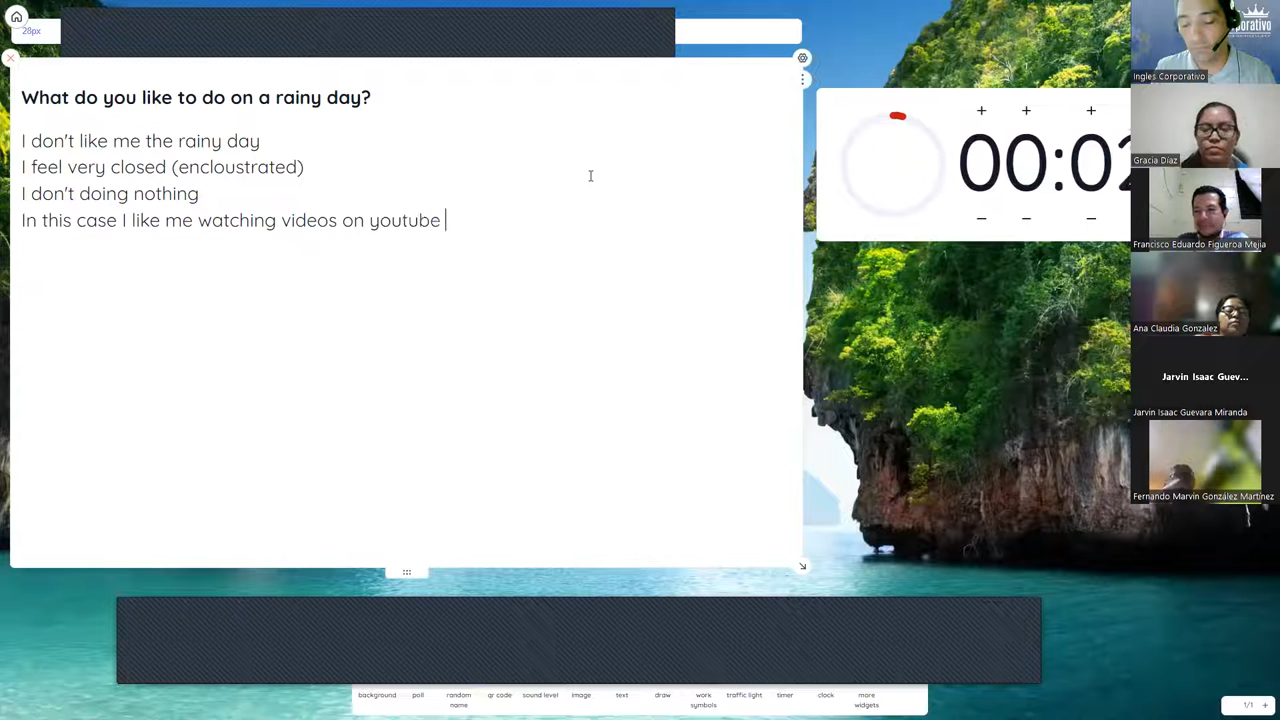 28px
What do you like to do on a rainy day?
I don't like me the rainy day
I feel very closed (encloustrated)
I don't doing nothing
In this case I like me watching videos on youtube
+ + +
00:02
− − −
Ingles Corporativo
Gracia Díaz
Francisco Eduardo Figueroa Mejia
Ana Claudia Gonzalez
Jarvin Isaac Guev...
Jarvin Isaac Guevara Miranda
Fernando Marvin González Martínez
background poll random name qr code sound level image text draw work symbols traffic light timer clock more widgets
1/1 +